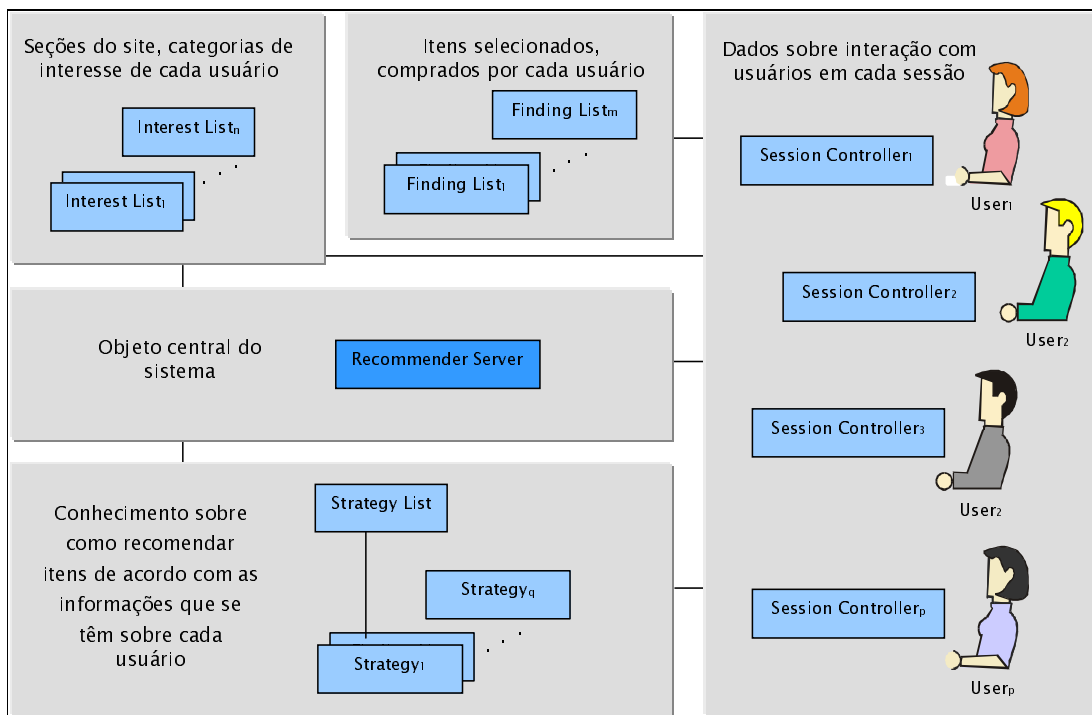 Seções do site, categorias de
interesse de cada usuário
Interest Listn
Interest List1
Itens selecionados,
comprados por cada usuário
Finding Listm
Finding List1
Dados sobre interação com
usuários em cada sessão
Session Controller1
User1
Session Controller2
User2
Session Controller3
User2
Session Controllerp
Userp
Objeto central do
sistema
Recommender Server
Conhecimento sobre
como recomendar
itens de acordo com as
informações que se
têm sobre cada
usuário
Strategy List
Strategyq
Strategy1